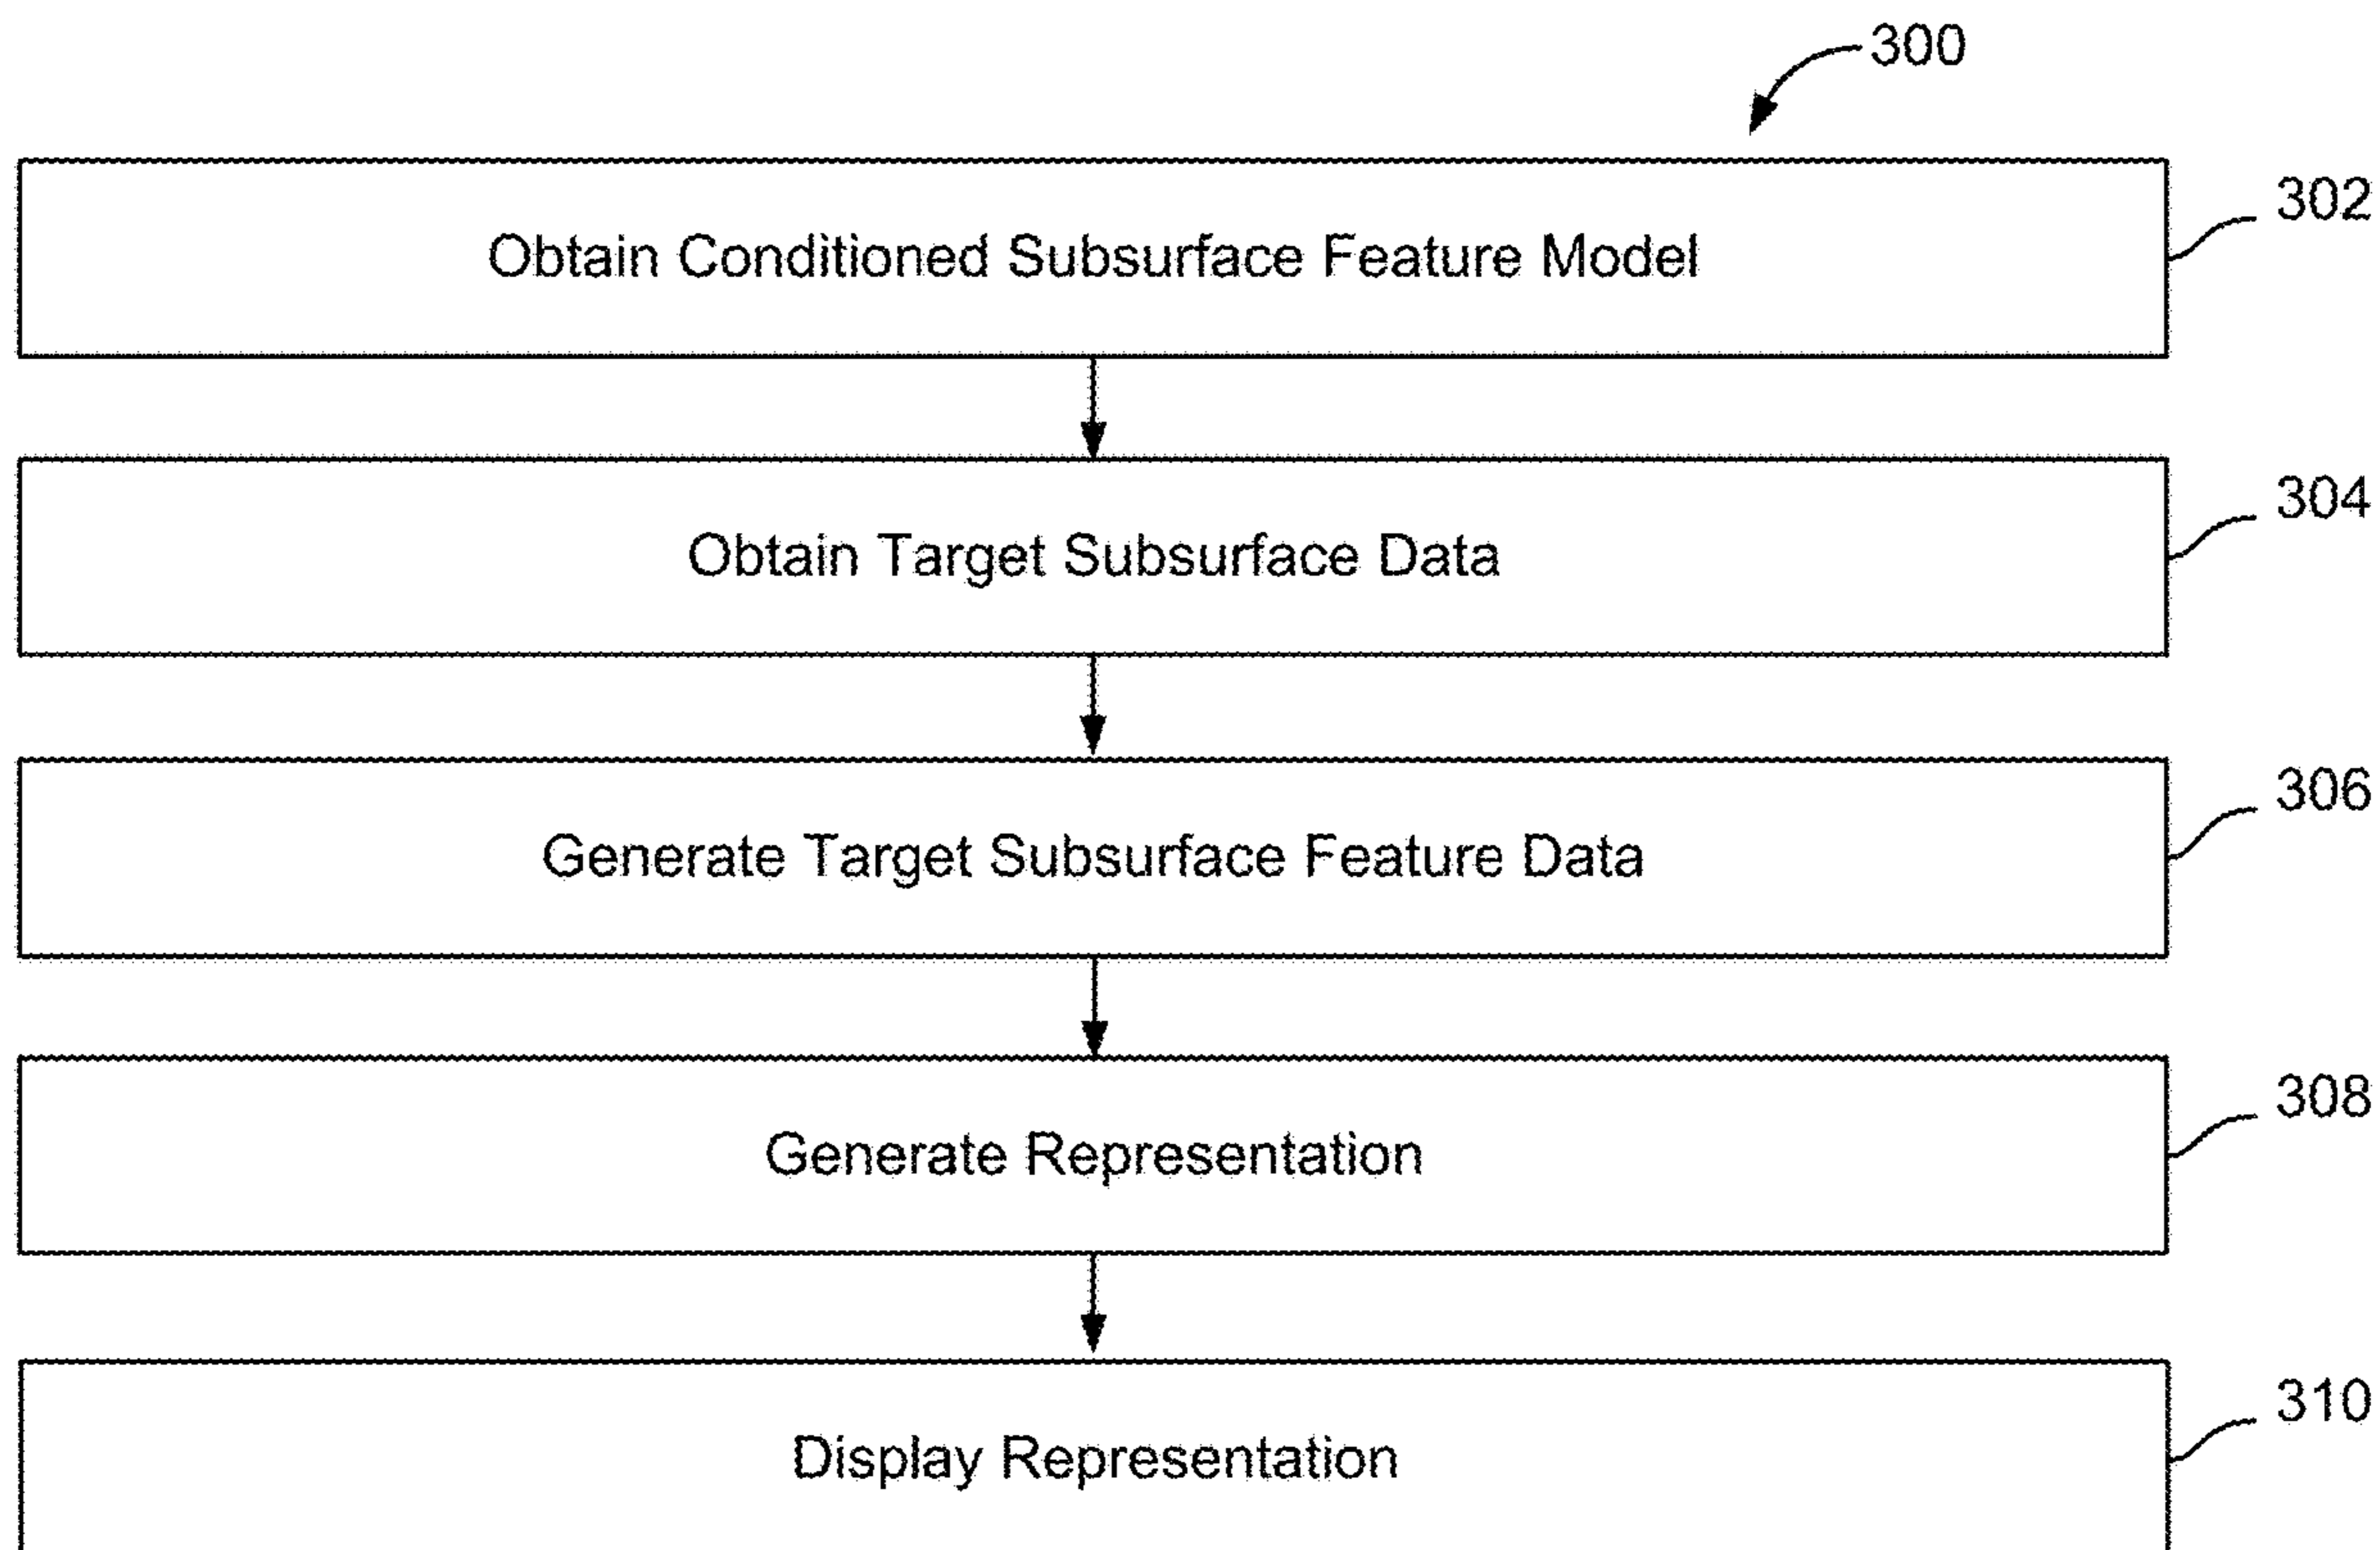 300
Obtain Conditioned Subsurface Feature Model
302
Obtain Target Subsurface Data
304
Generate Target Subsurface Feature Data
306
Generate Representation
308
Display Representation
310